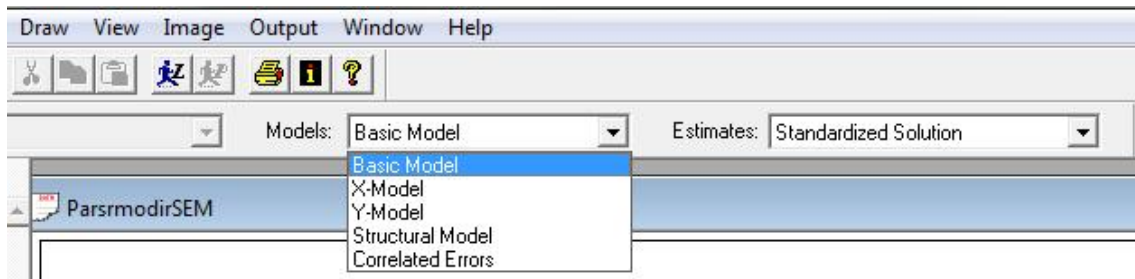 Draw View Image Output Window Help
Models: Basic Model Estimates: Standardized Solution
Basic Model
X-Model
Y-Model
Structural Model
Correlated Errors
ParsrmodirSEM